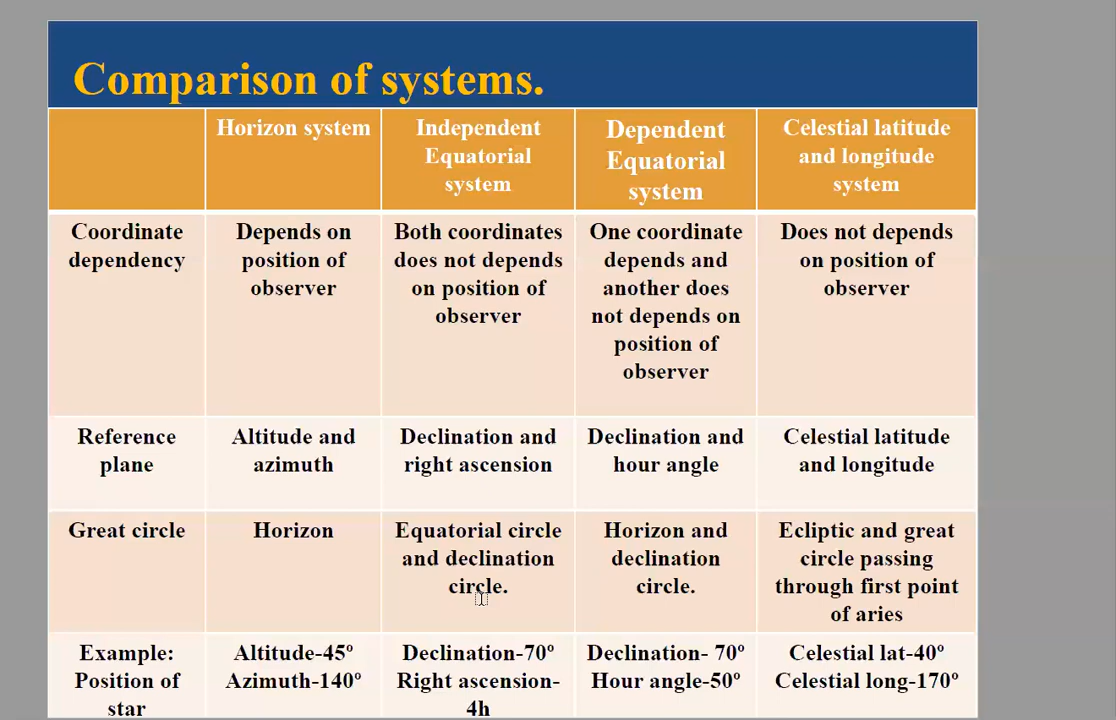 Comparison of systems.
Horizon system
Independent
Equatorial
system
Dependent
Equatorial
system
Celestial latitude
and longitude
system
Coordinate
dependency
Depends on
position of
observer
Both coordinates
does not depends
on position of
observer
One coordinate
depends and
another does
not depends on
position of
observer
Does not depends
on position of
observer
Reference
plane
Altitude and
azimuth
Declination and
right ascension
Declination and
hour angle
Celestial latitude
and longitude
Great circle
Horizon
Equatorial circle
and declination
circle.
Horizon and
declination
circle.
Ecliptic and great
circle passing
through first point
of aries
Example:
Position of
star
Altitude-45º
Azimuth-140º
Declination-70º
Right ascension-
4h
Declination- 70º
Hour angle-50º
Celestial lat-40º
Celestial long-170º